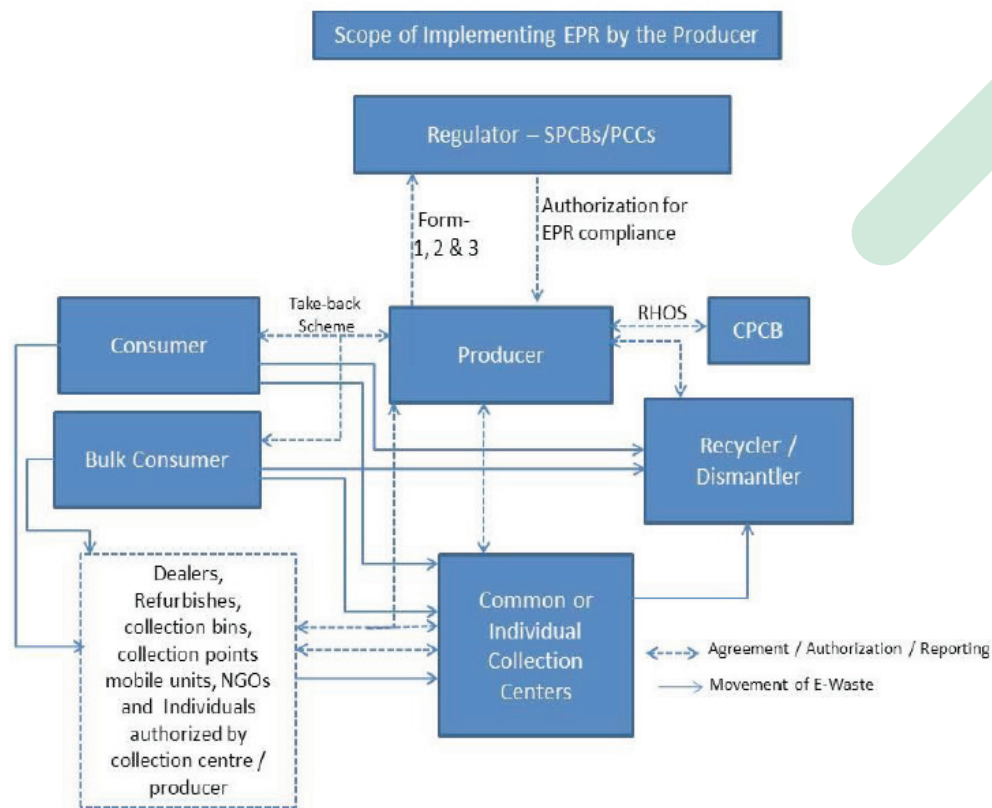 Scope of Implementing EPR by the Producer
Regulator – SPCBs/PCCs
Form-
1, 2 & 3
Authorization for
EPR compliance
Take-back
Scheme
Consumer
Producer
RHOS
CPCB
Bulk Consumer
Recycler /
Dismantler
Dealers,
Refurbishes,
collection bins,
collection points
mobile units, NGOs
and Individuals
authorized by
collection centre /
producer
Common or
Individual
Collection
Centers
Agreement / Authorization / Reporting
Movement of E-Waste